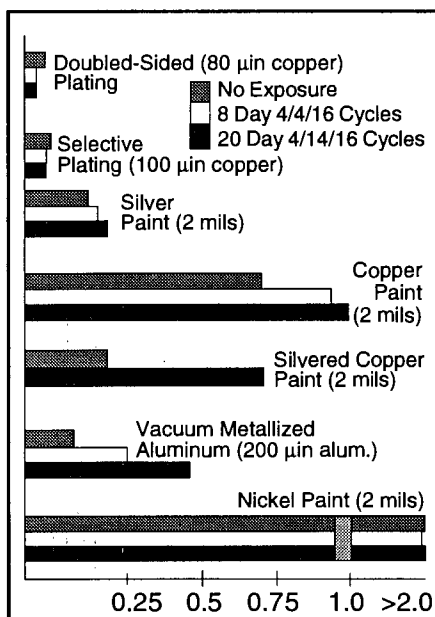 Doubled-Sided (80 μin copper)
Plating
No Exposure
8 Day 4/4/16 Cycles
20 Day 4/14/16 Cycles
Selective
Plating (100 μin copper)
Silver
Paint (2 mils)
Copper
Paint
(2 mils)
Silvered Copper
Paint (2 mils)
Vacuum Metallized
Aluminum (200 μin alum.)
Nickel Paint (2 mils)
0.25 0.5 0.75 1.0 >2.0